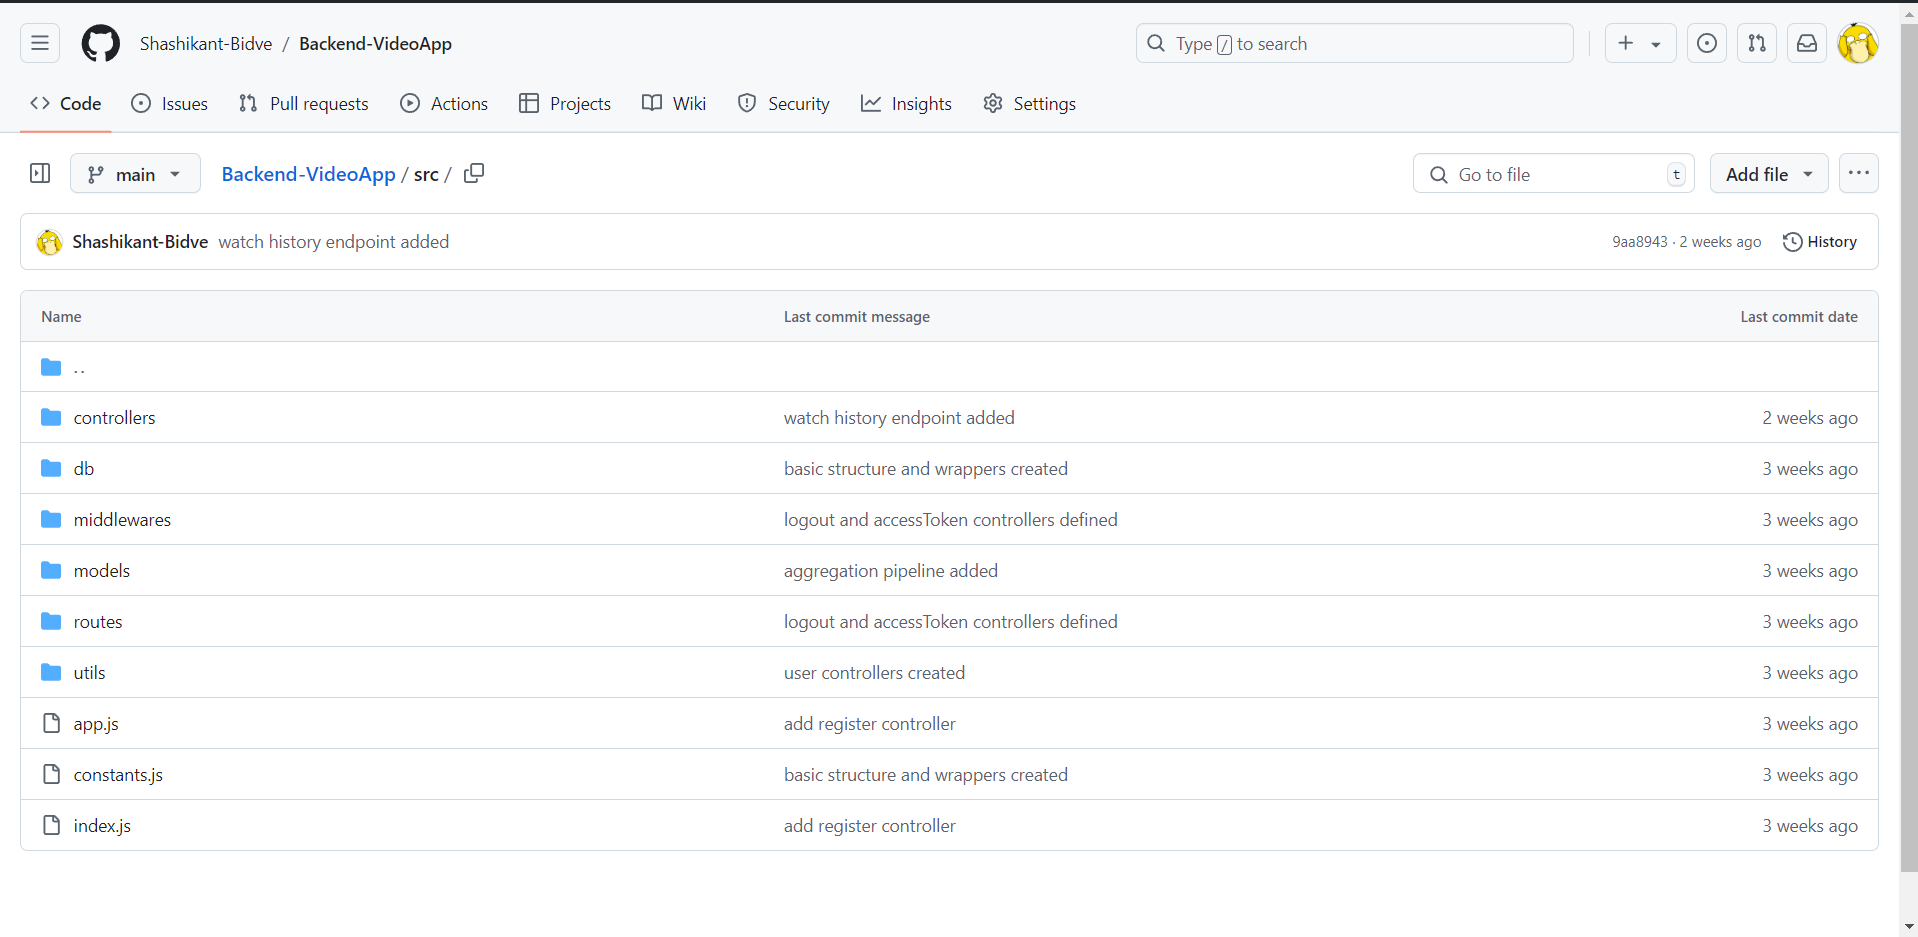 Shashikant-Bidve / Backend-VideoApp Type / to search
Code Issues Pull requests Actions Projects Wiki Security Insights Settings
main Backend-VideoApp / src / Go to file t Add file
Shashikant-Bidve watch history endpoint added 9aa8943 · 2 weeks ago History
Name Last commit message Last commit date
..
controllers watch history endpoint added 2 weeks ago
db basic structure and wrappers created 3 weeks ago
middlewares logout and accessToken controllers defined 3 weeks ago
models aggregation pipeline added 3 weeks ago
routes logout and accessToken controllers defined 3 weeks ago
utils user controllers created 3 weeks ago
app.js add register controller 3 weeks ago
constants.js basic structure and wrappers created 3 weeks ago
index.js add register controller 3 weeks ago